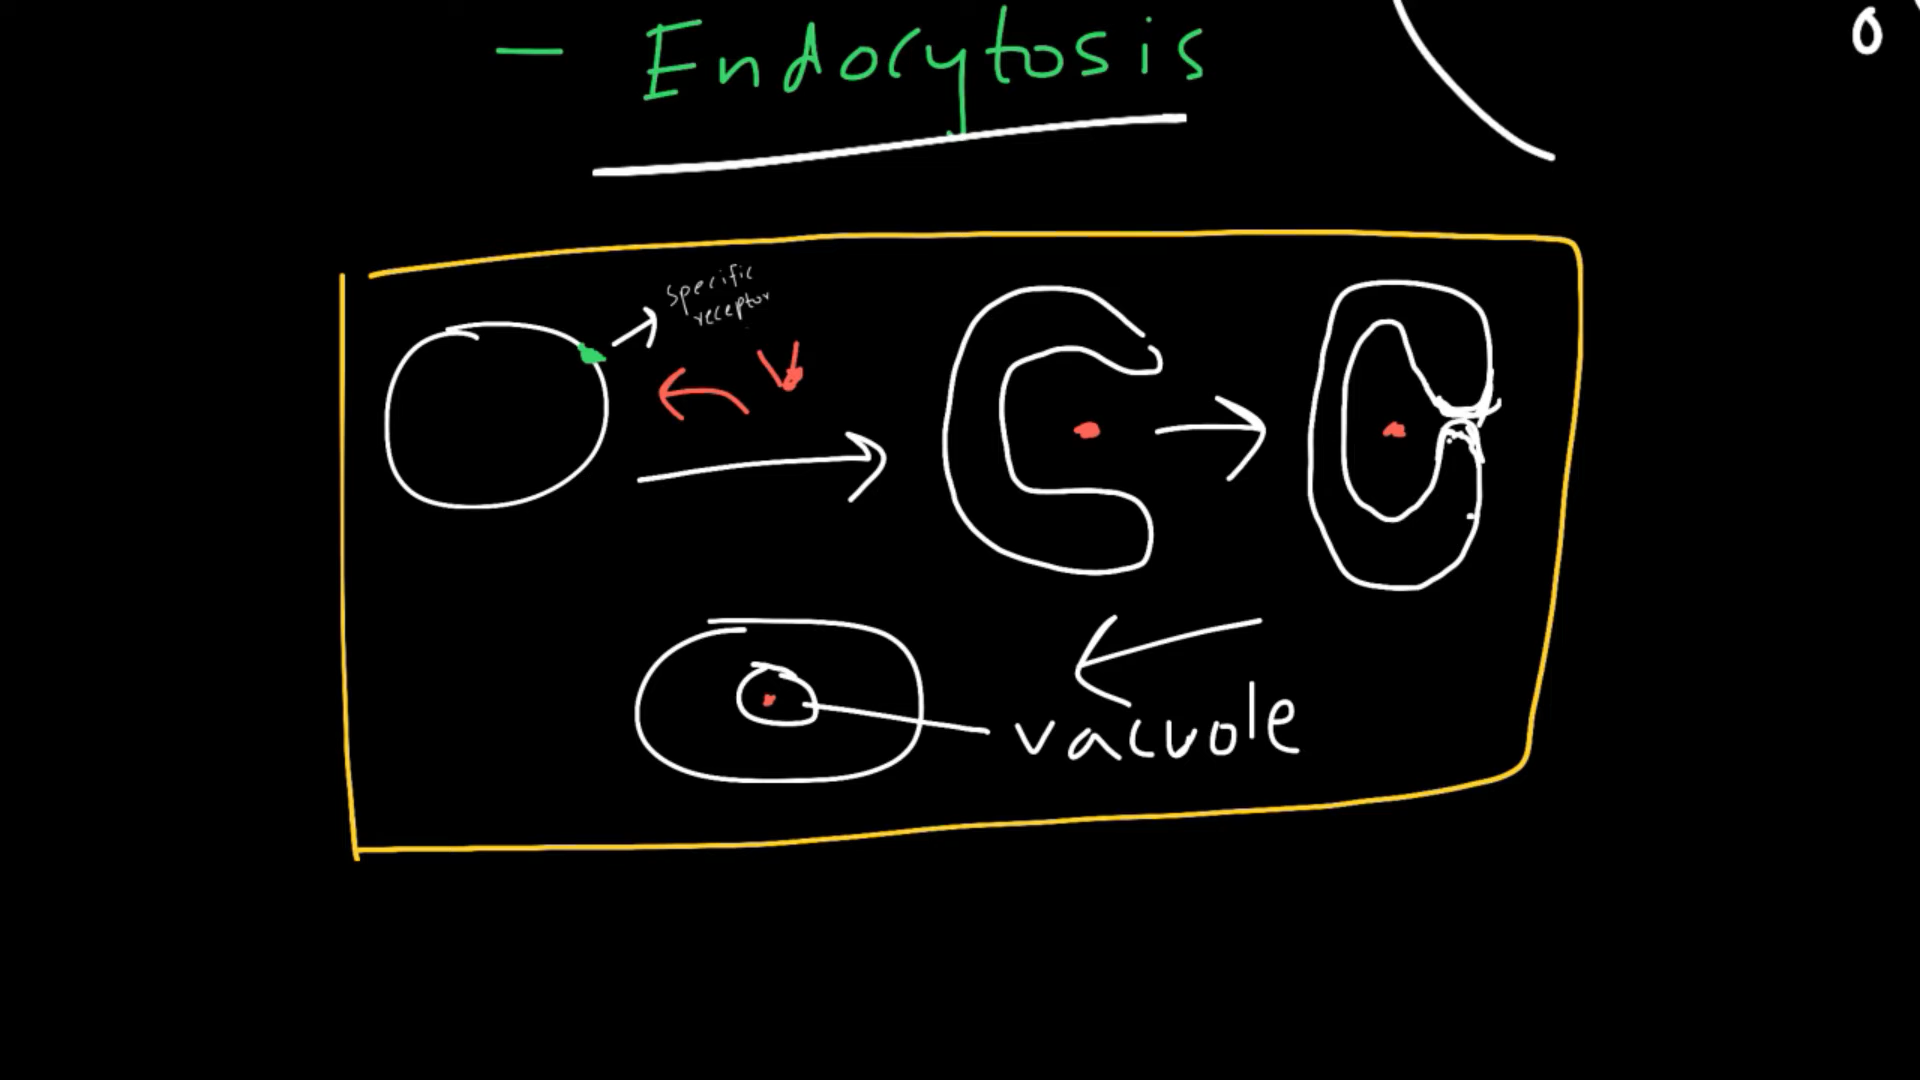 - Endocytosis
specific
receptor
vacuole